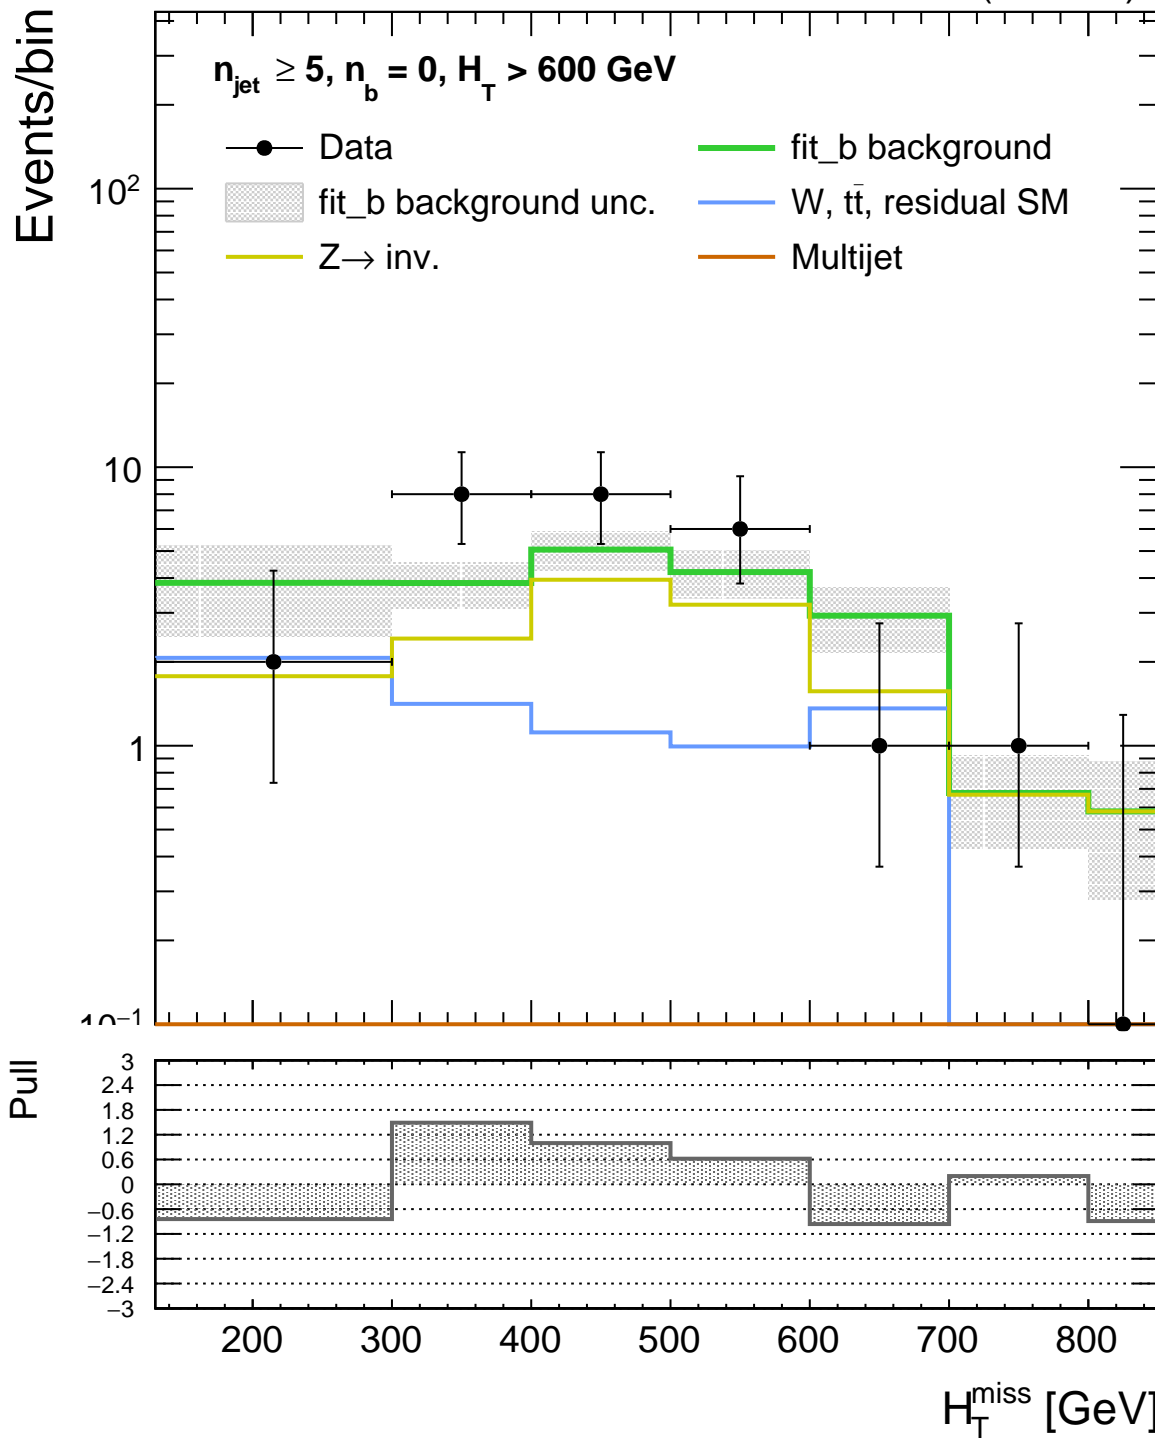 Events/bin
n_jet ≥ 5, n_b = 0, H_T > 600 GeV
Data
fit_b background
fit_b background unc.
W, tt̄, residual SM
Z→ inv.
Multijet
10²
10
1
10⁻¹
Pull
3
2.4
1.8
1.2
0.6
0
−0.6
−1.2
−1.8
−2.4
−3
200 300 400 500 600 700 800
H_T^miss [GeV]